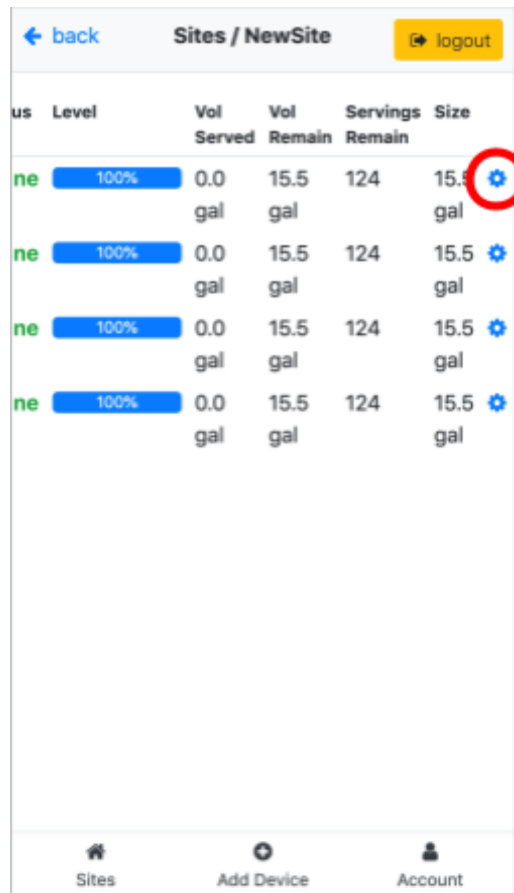 back Sites / NewSite logout
us Level Vol Served Vol Remain Servings Remain Size
ne 100% 0.0 gal 15.5 gal 124 15.5 gal
ne 100% 0.0 gal 15.5 gal 124 15.5 gal
ne 100% 0.0 gal 15.5 gal 124 15.5 gal
ne 100% 0.0 gal 15.5 gal 124 15.5 gal
Sites Add Device Account